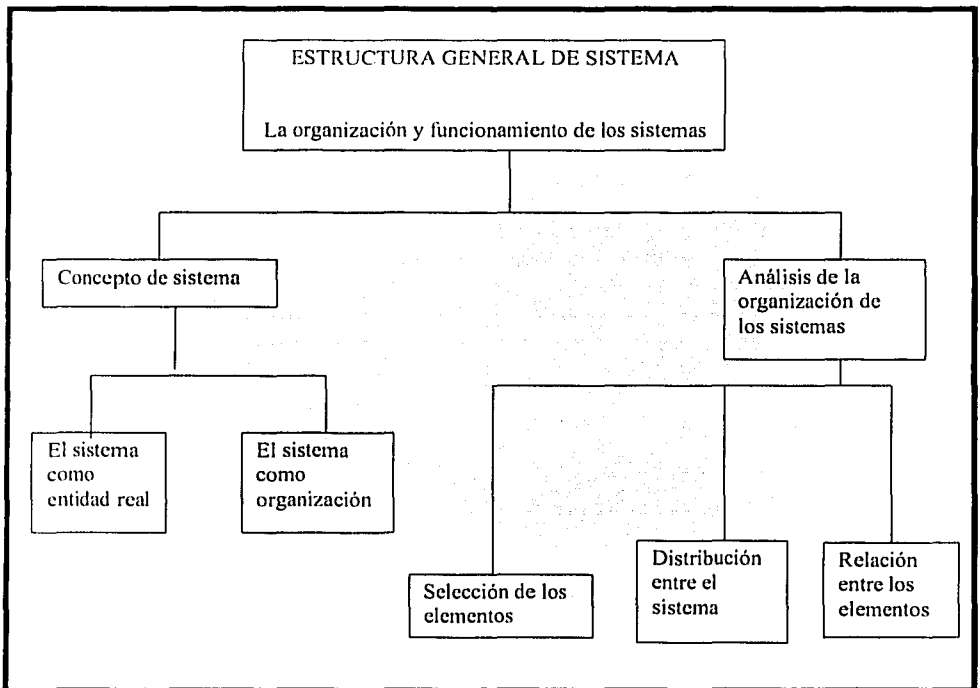 ESTRUCTURA GENERAL DE SISTEMA
La organización y funcionamiento de los sistemas
Concepto de sistema
Análisis de la
organización de
los sistemas
El sistema
como
entidad real
El sistema
como
organización
Selección de los
elementos
Distribución
entre el
sistema
Relación
entre los
elementos